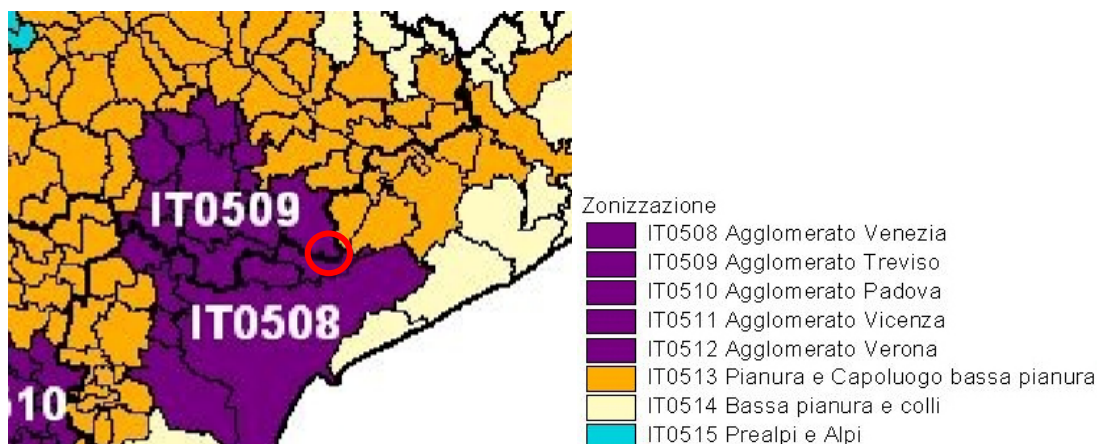 IT0509
IT0508
10
Zonizzazione
IT0508 Agglomerato Venezia
IT0509 Agglomerato Treviso
IT0510 Agglomerato Padova
IT0511 Agglomerato Vicenza
IT0512 Agglomerato Verona
IT0513 Pianura e Capoluogo bassa pianura
IT0514 Bassa pianura e colli
IT0515 Prealpi e Alpi